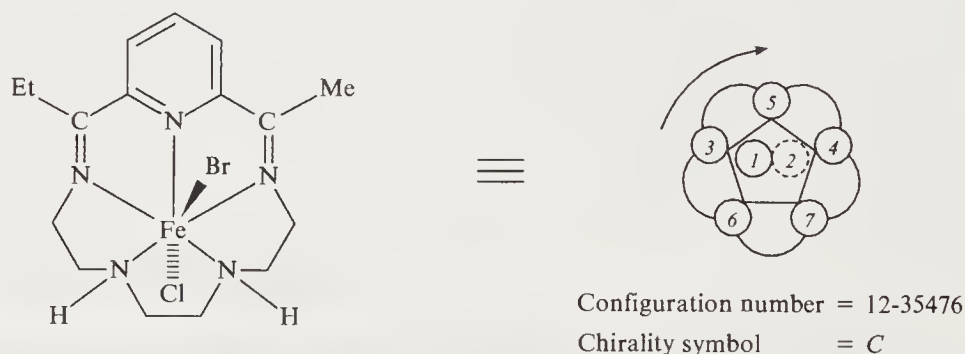 Et
Me
N
C
C
Br
N
N
Fe
N
N
Cl
H
H
5
3
1
2
4
6
7
Configuration number = 12-35476
Chirality symbol = C